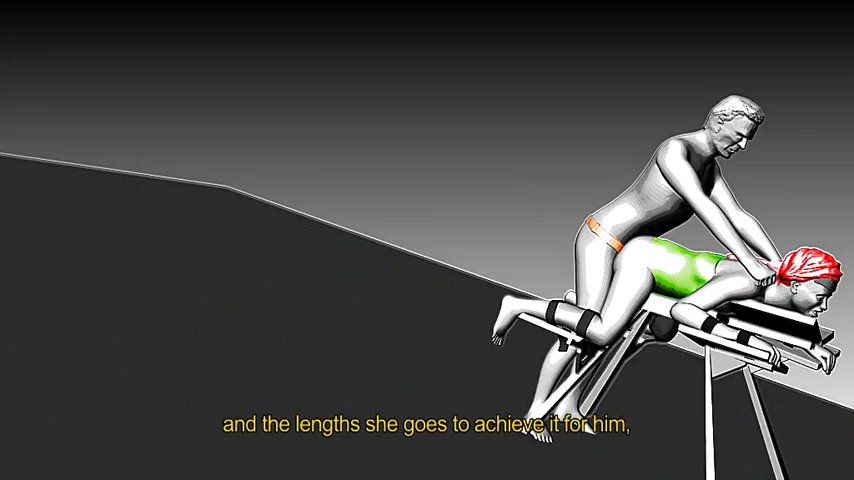 and the lengths she goes to achieve it for him,